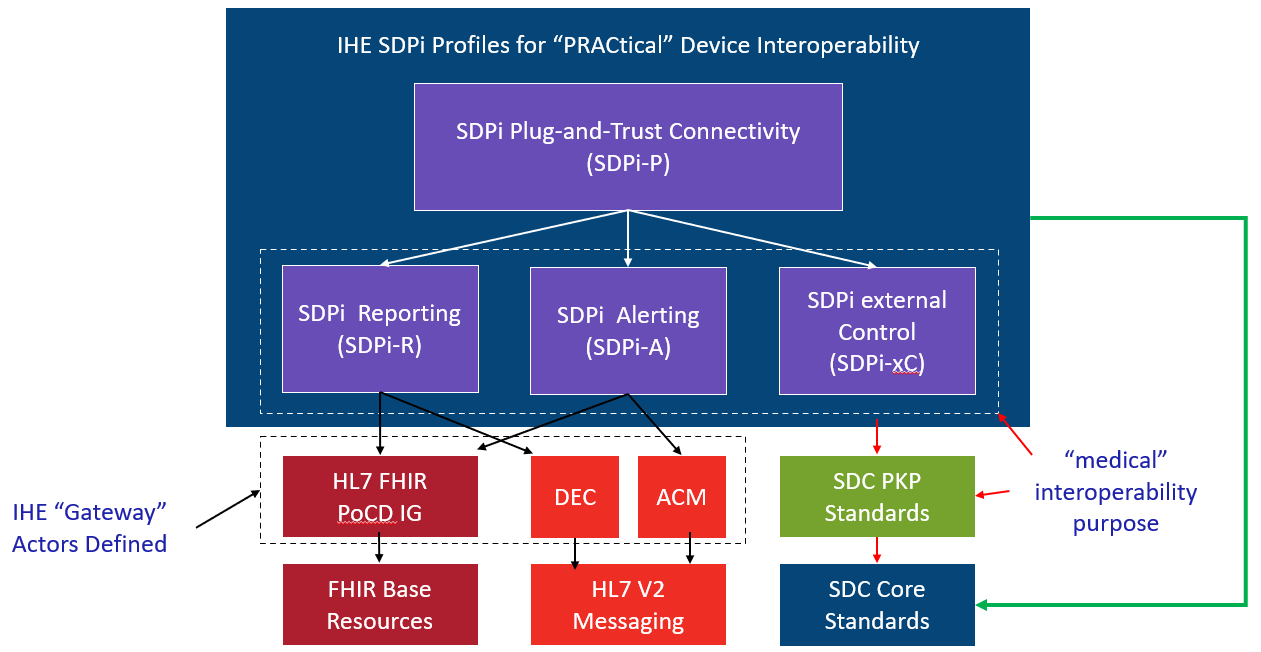 IHE SDPi Profiles for “PRACtical” Device Interoperability
SDPi Plug-and-Trust Connectivity
(SDPi-P)
SDPi  Reporting
(SDPi-R)
SDPi  Alerting
(SDPi-A)
SDPi external
Control
(SDPi-xC)
IHE “Gateway”
Actors Defined
HL7 FHIR
PoCD IG
DEC
ACM
SDC PKP
Standards
“medical”
interoperability
purpose
FHIR Base
Resources
HL7 V2
Messaging
SDC Core
Standards